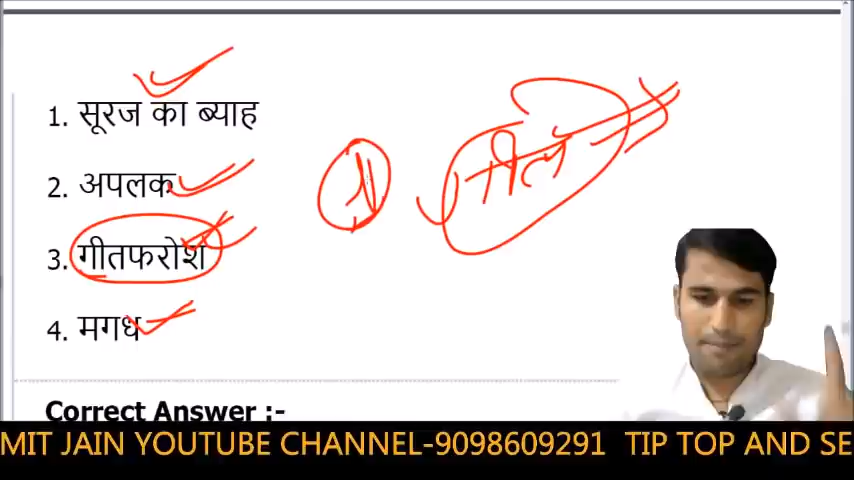 1. सूरज का ब्याह
2. अपलक
3. गीतफरोश
4. मगध
Correct Answer :-
MIT JAIN YOUTUBE CHANNEL-9098609291 TIP TOP AND SE